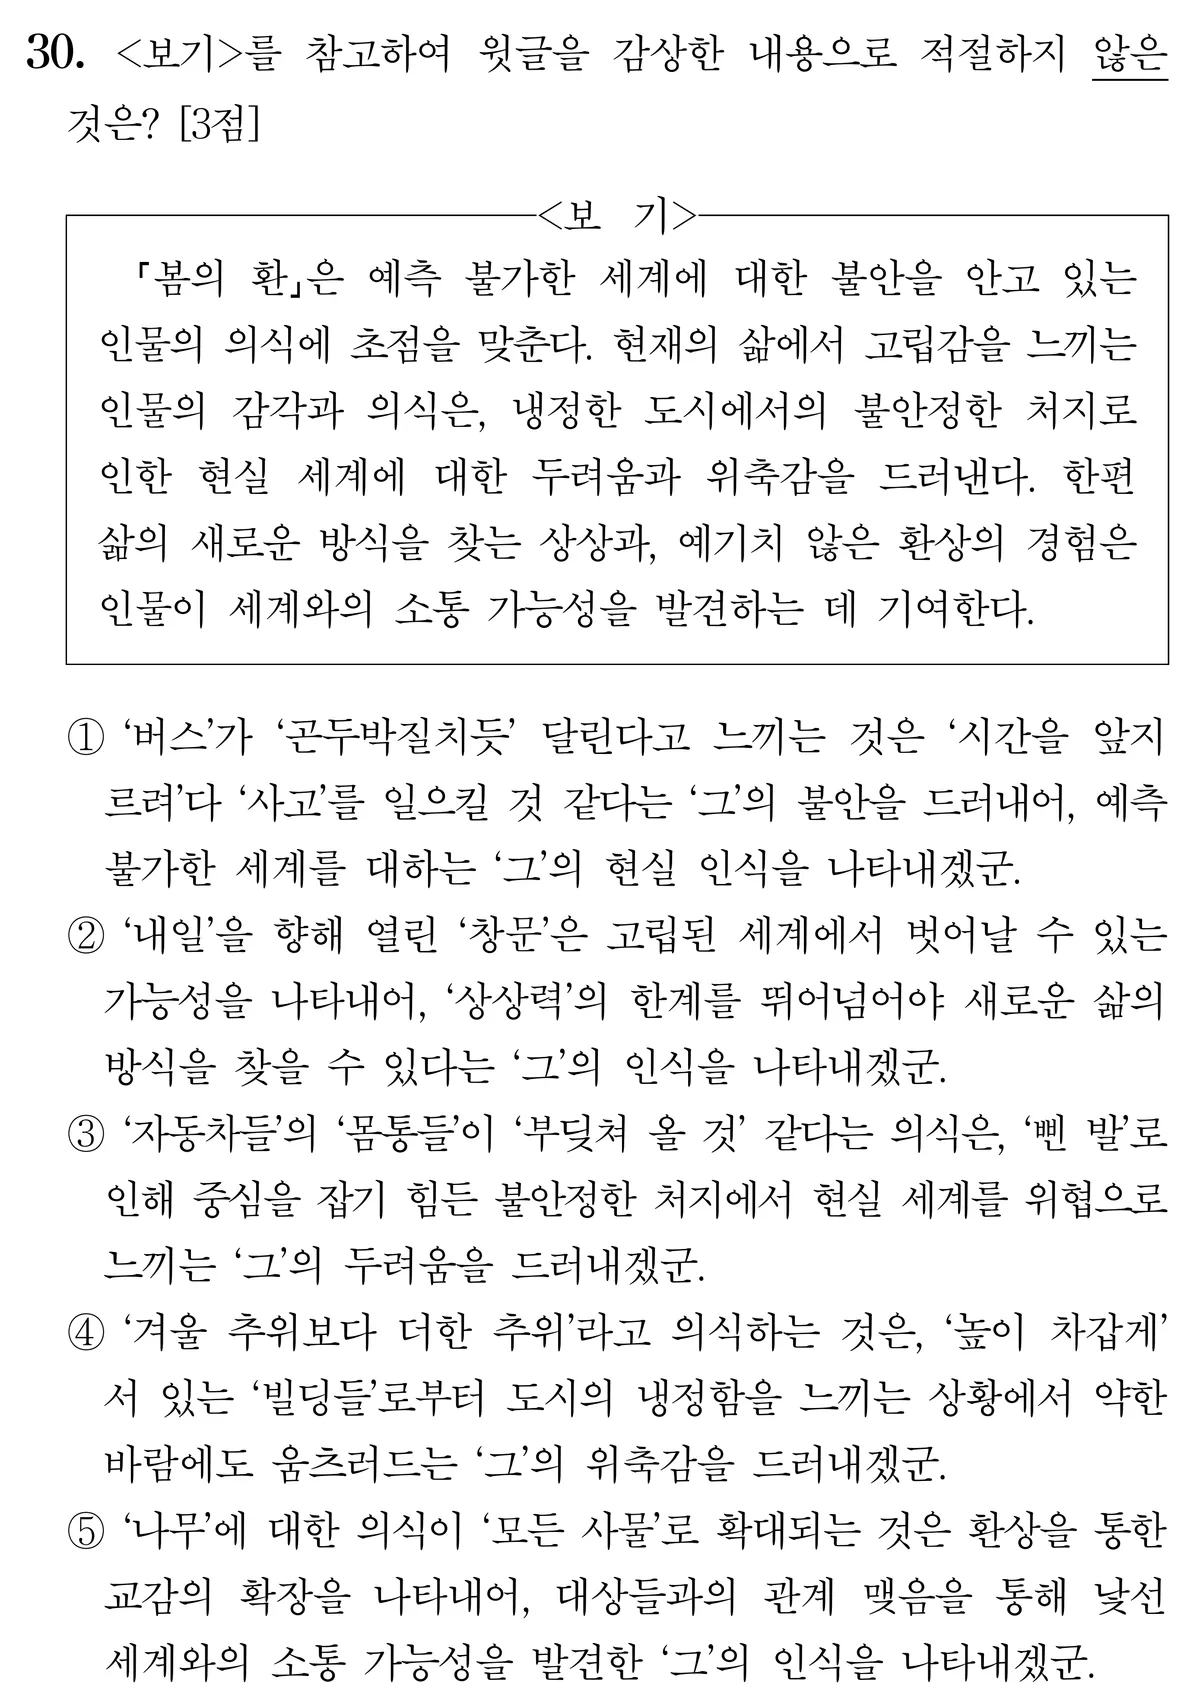 30. <보기>를 참고하여 윗글을 감상한 내용으로 적절하지 않은
것은? [3점]
<보 기>
「봄의 환」은 예측 불가한 세계에 대한 불안을 안고 있는
인물의 의식에 초점을 맞춘다. 현재의 삶에서 고립감을 느끼는
인물의 감각과 의식은, 냉정한 도시에서의 불안정한 처지로
인한 현실 세계에 대한 두려움과 위축감을 드러낸다. 한편
삶의 새로운 방식을 찾는 상상과, 예기치 않은 환상의 경험은
인물이 세계와의 소통 가능성을 발견하는 데 기여한다.
① ‘버스’가 ‘곤두박질치듯’ 달린다고 느끼는 것은 ‘시간을 앞지
르려’다 ‘사고’를 일으킬 것 같다는 ‘그’의 불안을 드러내어, 예측
불가한 세계를 대하는 ‘그’의 현실 인식을 나타내겠군.
② ‘내일’을 향해 열린 ‘창문’은 고립된 세계에서 벗어날 수 있는
가능성을 나타내어, ‘상상력’의 한계를 뛰어넘어야 새로운 삶의
방식을 찾을 수 있다는 ‘그’의 인식을 나타내겠군.
③ ‘자동차들’의 ‘몸통들’이 ‘부딪쳐 올 것’ 같다는 의식은, ‘삔 발’로
인해 중심을 잡기 힘든 불안정한 처지에서 현실 세계를 위협으로
느끼는 ‘그’의 두려움을 드러내겠군.
④ ‘겨울 추위보다 더한 추위’라고 의식하는 것은, ‘높이 차갑게’
서 있는 ‘빌딩들’로부터 도시의 냉정함을 느끼는 상황에서 약한
바람에도 움츠러드는 ‘그’의 위축감을 드러내겠군.
⑤ ‘나무’에 대한 의식이 ‘모든 사물’로 확대되는 것은 환상을 통한
교감의 확장을 나타내어, 대상들과의 관계 맺음을 통해 낯선
세계와의 소통 가능성을 발견한 ‘그’의 인식을 나타내겠군.